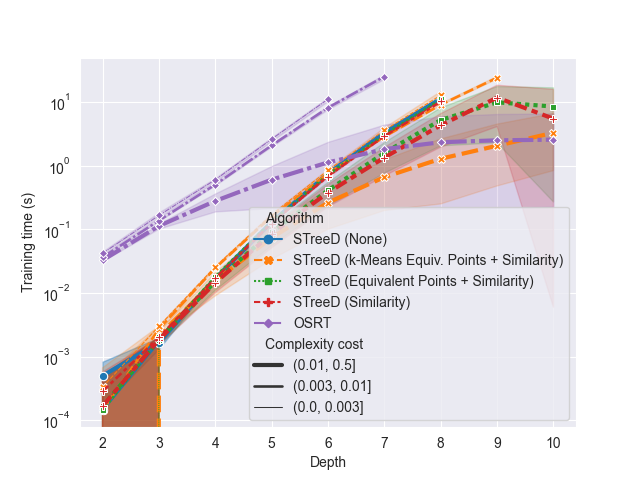 10¹
10⁰
10⁻¹
10⁻²
10⁻³
10⁻⁴
Training time (s)
2 3 4 5 6 7 8 9 10
Depth
Algorithm
STreeD (None)
STreeD (k-Means Equiv. Points + Similarity)
STreeD (Equivalent Points + Similarity)
STreeD (Similarity)
OSRT
Complexity cost
(0.01, 0.5]
(0.003, 0.01]
(0.0, 0.003]